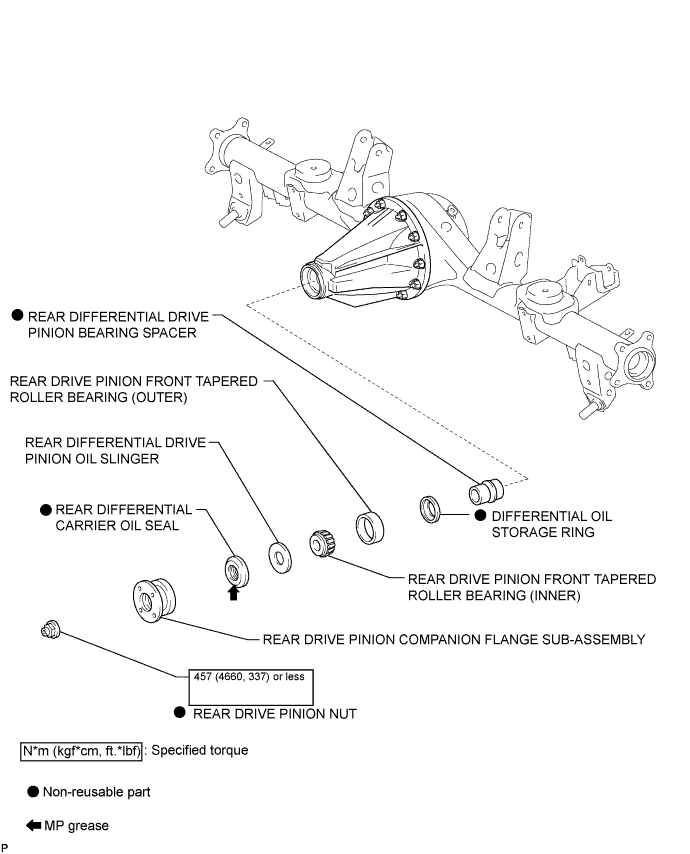 ● REAR DIFFERENTIAL DRIVE
PINION BEARING SPACER
REAR DRIVE PINION FRONT TAPERED
ROLLER BEARING (OUTER)
REAR DIFFERENTIAL DRIVE
PINION OIL SLINGER
● REAR DIFFERENTIAL
CARRIER OIL SEAL
● DIFFERENTIAL OIL
STORAGE RING
REAR DRIVE PINION FRONT TAPERED
ROLLER BEARING (INNER)
REAR DRIVE PINION COMPANION FLANGE SUB-ASSEMBLY
457 (4660, 337) or less
● REAR DRIVE PINION NUT
N*m (kgf*cm, ft.*lbf) : Specified torque
● Non-reusable part
MP grease
P